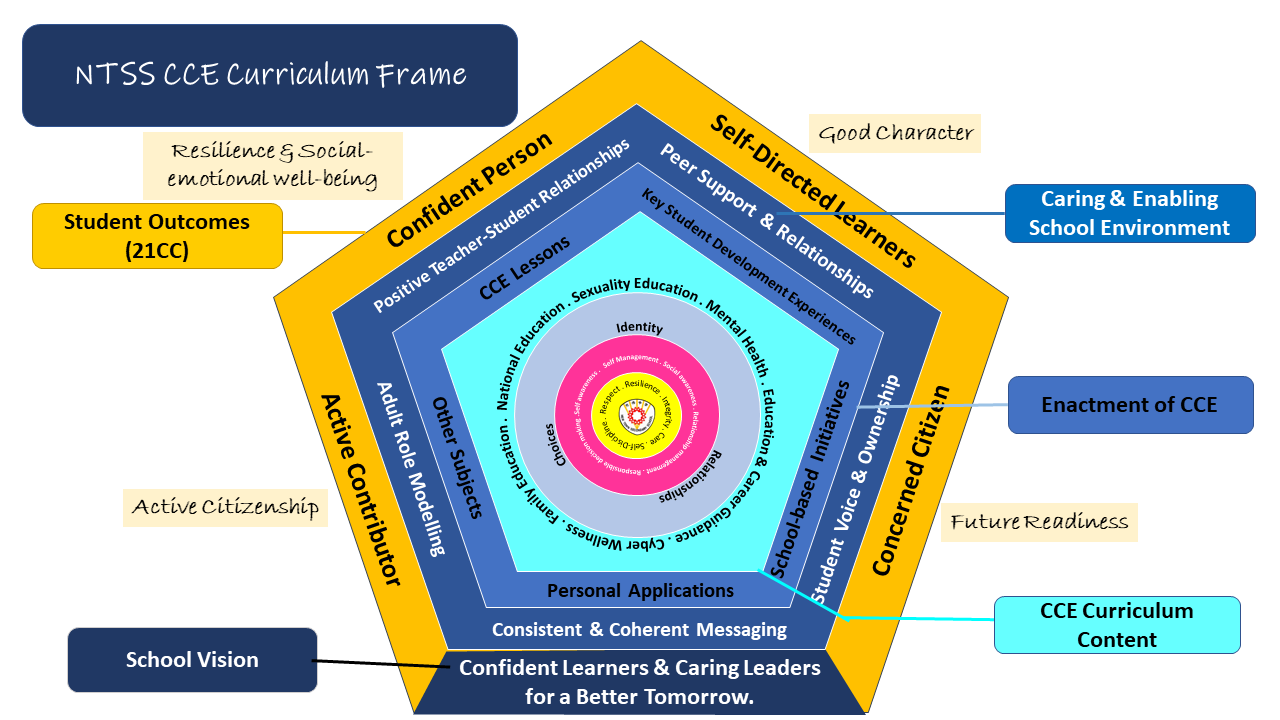 NTSS CCE Curriculum Frame
Resilience & Social-
emotional well-being
Good Character
Student Outcomes
(21CC)
Caring & Enabling
School Environment
Confident Person
Self-Directed Learners
Positive Teacher-Student Relationships
Peer Support & Relationships
CCE Lessons
Key Student Development Experiences
National Education . Sexuality Education . Mental Health . Education & Career Guidance . Cyber Wellness . Family Education .
Identity
Relationships
Choices
Self awareness . Self Management . Social awareness . Relationship management . Responsible decision making .
Respect . Resilience . Integrity . Care . Self-Discipline .
Enactment of CCE
Active Contributor
Adult Role Modelling
Other Subjects
School-based Initiatives
Student Voice & Ownership
Concerned Citizen
Active Citizenship
Future Readiness
Personal Applications
CCE Curriculum
Content
Consistent & Coherent Messaging
School Vision
Confident Learners & Caring Leaders
for a Better Tomorrow.